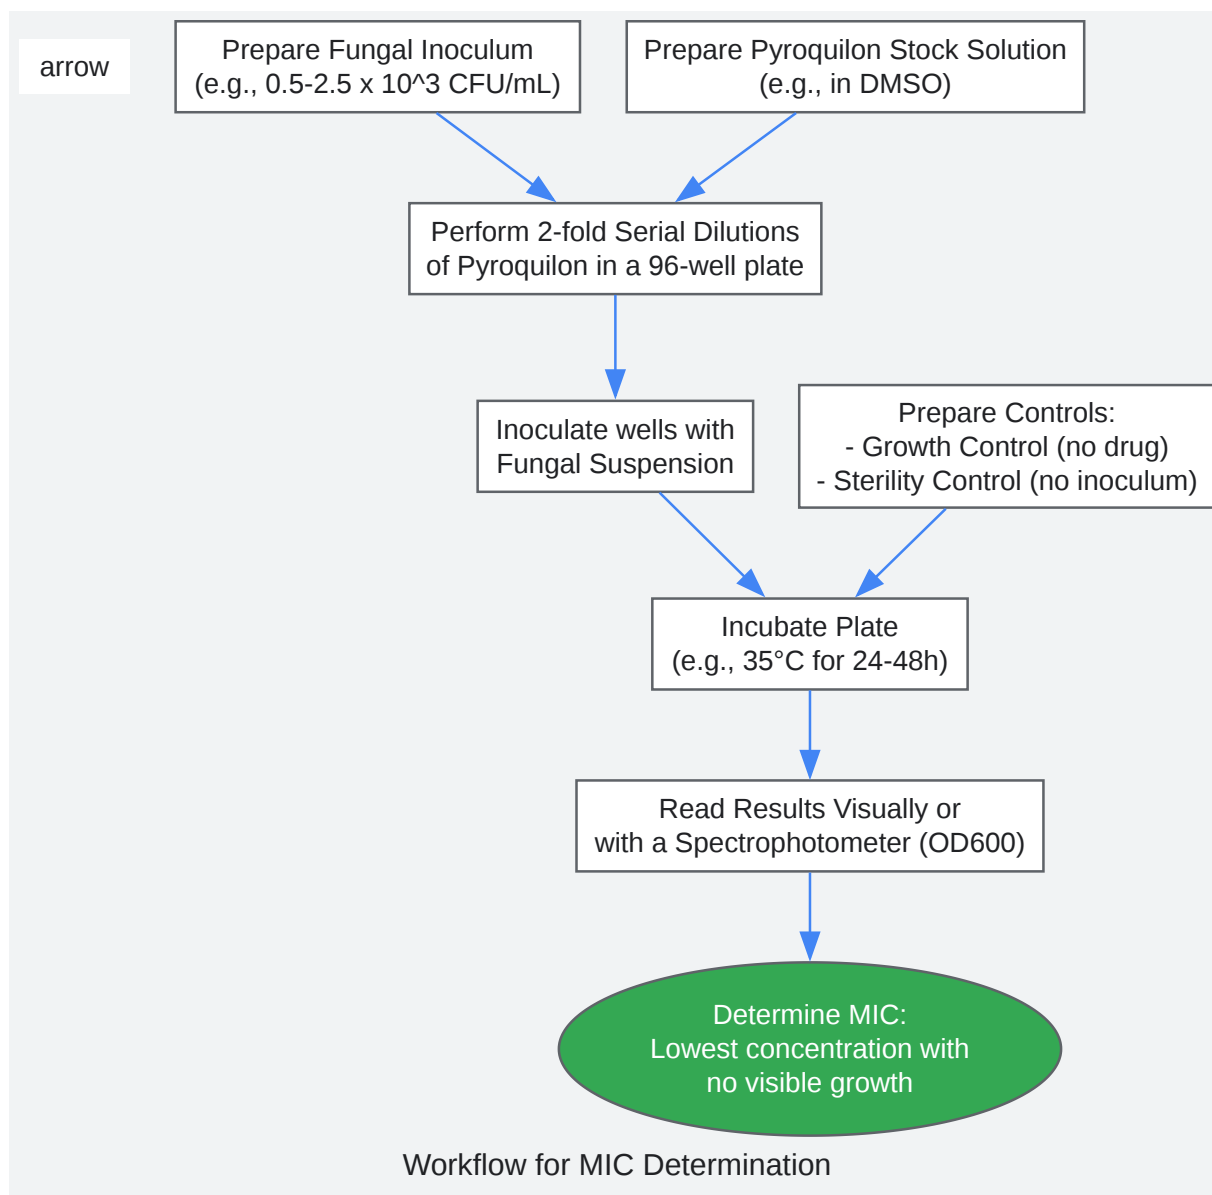 arrow
Prepare Fungal Inoculum
(e.g., 0.5-2.5 x 10^3 CFU/mL)
Prepare Pyroquilon Stock Solution
(e.g., in DMSO)
Perform 2-fold Serial Dilutions
of Pyroquilon in a 96-well plate
Inoculate wells with
Fungal Suspension
Prepare Controls:
- Growth Control (no drug)
- Sterility Control (no inoculum)
Incubate Plate
(e.g., 35°C for 24-48h)
Read Results Visually or
with a Spectrophotometer (OD600)
Determine MIC:
Lowest concentration with
no visible growth
Workflow for MIC Determination